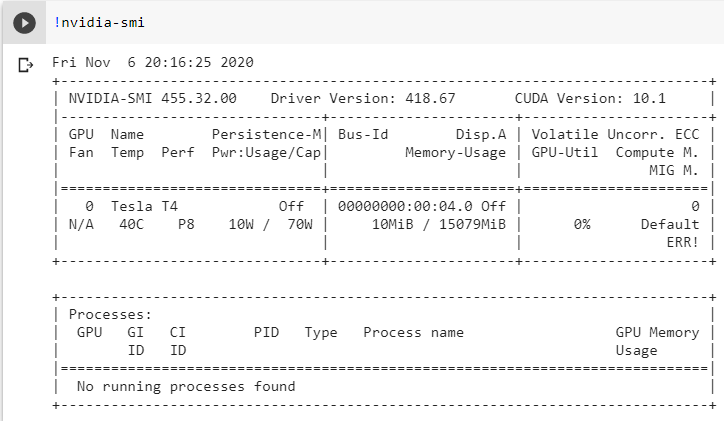 !nvidia-smi
Fri Nov  6 20:16:25 2020
+-----------------------------------------------------------------------------+
| NVIDIA-SMI 455.32.00    Driver Version: 418.67       CUDA Version: 10.1     |
|-------------------------------+----------------------+----------------------+
| GPU  Name        Persistence-M| Bus-Id        Disp.A | Volatile Uncorr. ECC |
| Fan  Temp  Perf  Pwr:Usage/Cap|         Memory-Usage | GPU-Util  Compute M. |
|                               |                      |               MIG M. |
|===============================+======================+======================|
|   0  Tesla T4            Off  | 00000000:00:04.0 Off |                    0 |
| N/A   40C    P8    10W /  70W |     10MiB / 15079MiB |      0%      Default |
|                               |                      |                 ERR! |
+-------------------------------+----------------------+----------------------+

+-----------------------------------------------------------------------------+
| Processes:                                                                  |
|  GPU   GI   CI        PID   Type   Process name                  GPU Memory |
|        ID   ID                                                   Usage      |
|=============================================================================|
|  No running processes found                                                 |
+-----------------------------------------------------------------------------+